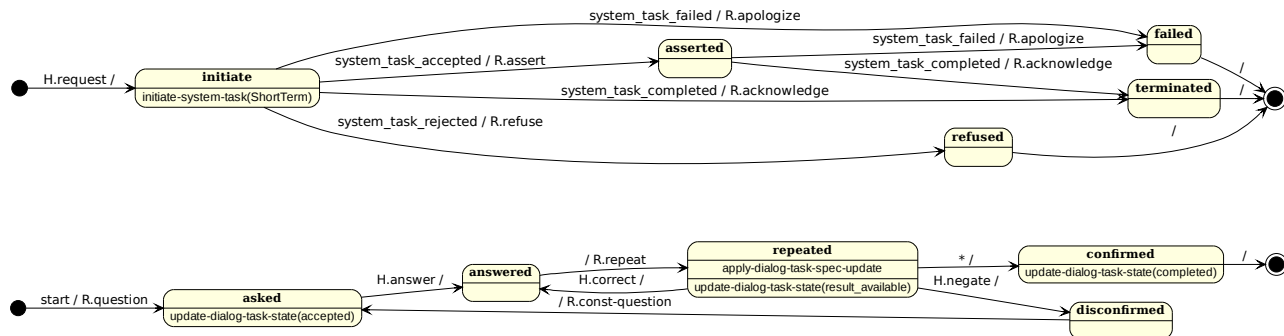 system_task_failed / R.apologize
failed
system_task_failed / R.apologize
asserted
system_task_accepted / R.assert
system_task_completed / R.acknowledge
/
H.request /
initiate
initiate-system-task(ShortTerm)
system_task_completed / R.acknowledge
terminated
/
system_task_rejected / R.refuse
refused
/
repeated
apply-dialog-task-spec-update
update-dialog-task-state(result_available)
confirmed
update-dialog-task-state(completed)
* /
/
/ R.repeat
answered
H.correct /
H.answer /
H.negate /
start / R.question
asked
update-dialog-task-state(accepted)
/ R.const-question
disconfirmed